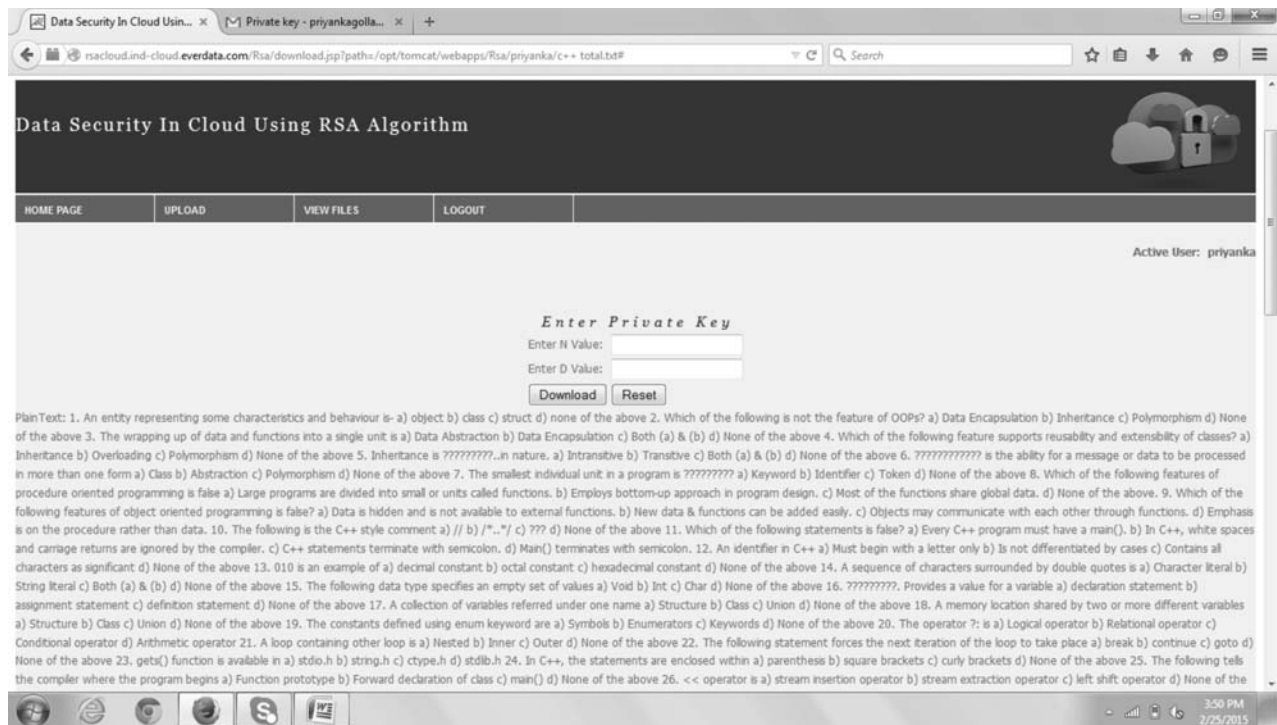 Data Security In Cloud Usin...
Private key - priyankagolla...
rsacloud.ind-cloud.everdata.com/Rsa/download.jsp?path=/opt/tomcat/webapps/Rsa/priyanka/c++ total.txt#
Search
Data Security In Cloud Using RSA Algorithm
HOME PAGE UPLOAD VIEW FILES LOGOUT
Active User: priyanka
Enter Private Key
Enter N Value:
Enter D Value:
Download Reset
PlainText: 1. An entity representing some characteristics and behaviour is- a) object b) class c) struct d) none of the above 2. Which of the following is not the feature of OOPs? a) Data Encapsulation b) Inheritance c) Polymorphism d) None
of the above 3. The wrapping up of data and functions into a single unit is a) Data Abstraction b) Data Encapsulation c) Both (a) & (b) d) None of the above 4. Which of the following feature supports reusability and extensibility of classes? a)
Inheritance b) Overloading c) Polymorphism d) None of the above 5. Inheritance is ?????????..in nature. a) Intransitive b) Transitive c) Both (a) & (b) d) None of the above 6. ???????????? is the ability for a message or data to be processed
in more than one form a) Class b) Abstraction c) Polymorphism d) None of the above 7. The smallest individual unit in a program is ????????? a) Keyword b) Identifier c) Token d) None of the above 8. Which of the following features of
procedure oriented programming is false a) Large programs are divided into small or units called functions. b) Employs bottom-up approach in program design. c) Most of the functions share global data. d) None of the above. 9. Which of the
following features of object oriented programming is false? a) Data is hidden and is not available to external functions. b) New data & functions can be added easily. c) Objects may communicate with each other through functions. d) Emphasis
is on the procedure rather than data. 10. The following is the C++ style comment a) // b) /*..*/ c) ??? d) None of the above 11. Which of the following statements is false? a) Every C++ program must have a main(). b) In C++, white spaces
and carriage returns are ignored by the compiler. c) C++ statements terminate with semicolon. d) Main() terminates with semicolon. 12. An identifier in C++ a) Must begin with a letter only b) Is not differentiated by cases c) Contains all
characters as significant d) None of the above 13. 010 is an example of a) decimal constant b) octal constant c) hexadecimal constant d) None of the above 14. A sequence of characters surrounded by double quotes is a) Character literal b)
String literal c) Both (a) & (b) d) None of the above 15. The following data type specifies an empty set of values a) Void b) Int c) Char d) None of the above 16. ?????????. Provides a value for a variable a) declaration statement b)
assignment statement c) definition statement d) None of the above 17. A collection of variables referred under one name a) Structure b) Class c) Union d) None of the above 18. A memory location shared by two or more different variables
a) Structure b) Class c) Union d) None of the above 19. The constants defined using enum keyword are a) Symbols b) Enumerators c) Keywords d) None of the above 20. The operator ?: is a) Logical operator b) Relational operator c)
Conditional operator d) Arithmetic operator 21. A loop containing other loop is a) Nested b) Inner c) Outer d) None of the above 22. The following statement forces the next iteration of the loop to take place a) break b) continue c) goto d)
None of the above 23. gets() function is available in a) stdio.h b) string.h c) ctype.h d) stdlib.h 24. In C++, the statements are enclosed within a) parenthesis b) square brackets c) curly brackets d) None of the above 25. The following tells
the compiler where the program begins a) Function prototype b) Forward declaration of class c) main() d) None of the above 26. << operator is a) stream insertion operator b) stream extraction operator c) left shift operator d) None of the
3:50 PM
2/25/2015